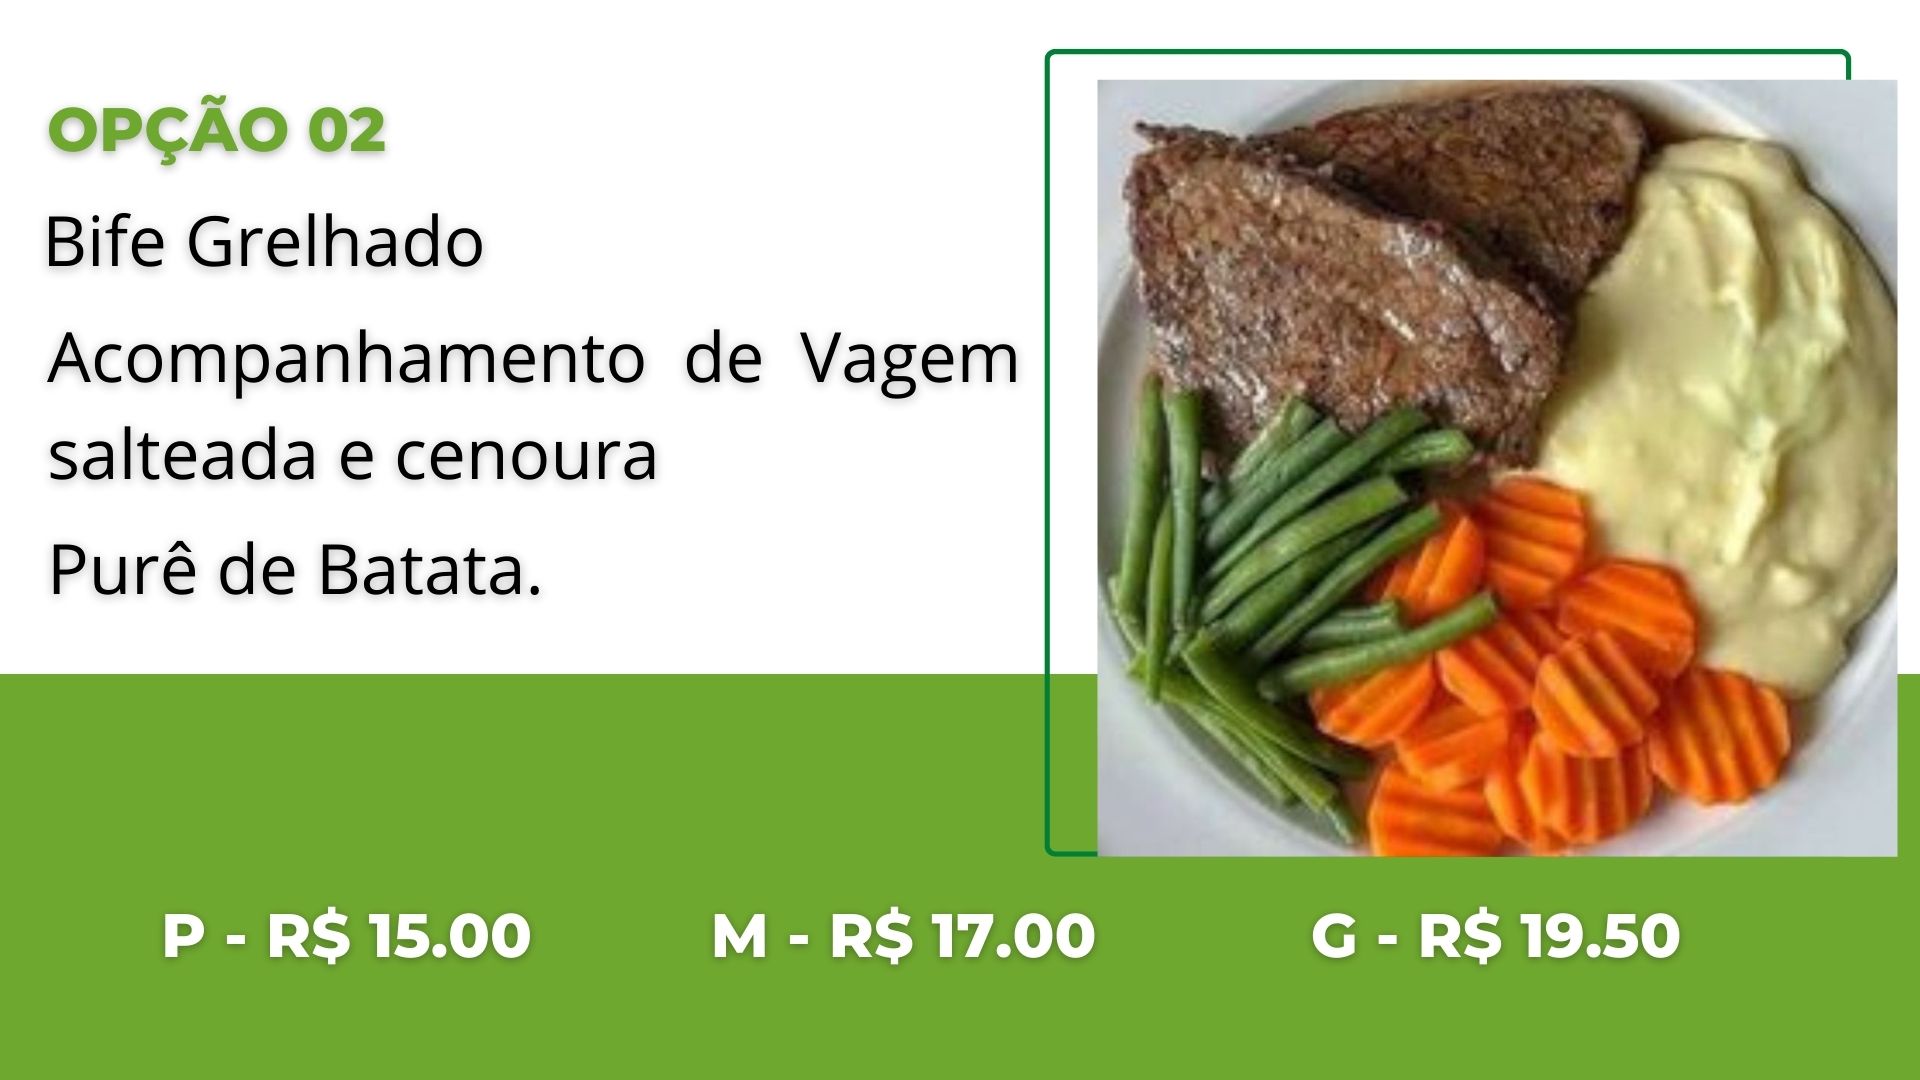 OPÇÃO 02
Bife Grelhado
Acompanhamento de Vagem
salteada e cenoura
Purê de Batata.
P - R$ 15.00
M - R$ 17.00
G - R$ 19.50